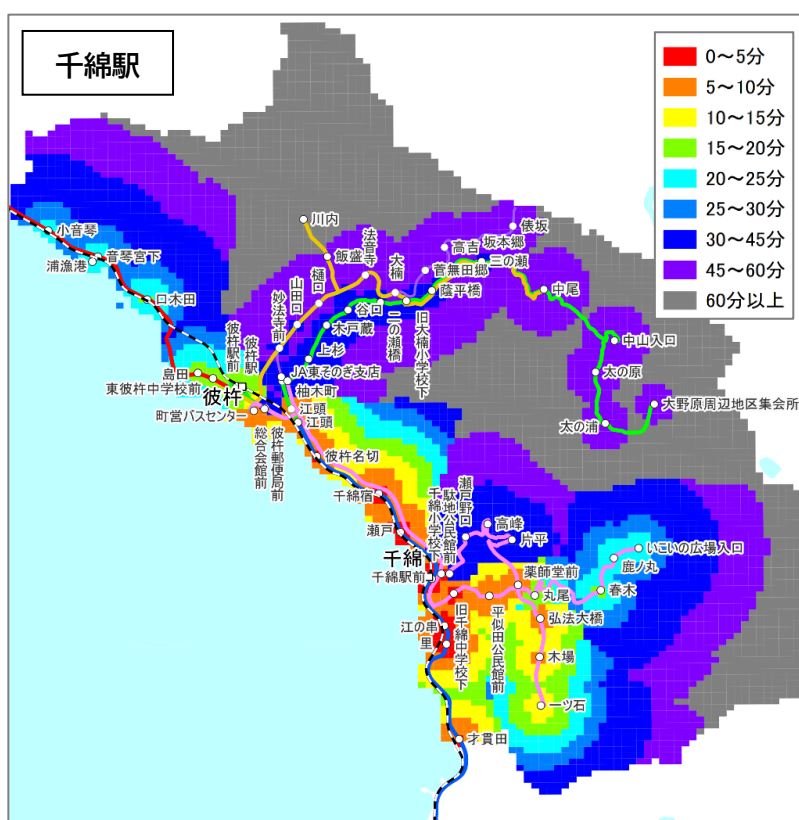 千綿駅
0～5分
5～10分
10～15分
15～20分
20～25分
25～30分
30～45分
45～60分
60分以上
小音琴
音琴宮下
浦漁港
口木田
川内
飯盛
法音寺
大楠
高吉
坂本郷
俵坂
菅無田郷
三の瀬
樋口
山田口
妙法寺前
谷口
二の瀬橋
旧大楠小学校下
蔭平橋
中尾
木戸蔵
上杉
中山入口
太の原
大野原周辺地区集会所
太の浦
彼杵駅前
彼杵駅
JA東そのぎ支店
柚木町
島田
東彼杵中学校前
彼杵
町営バスセンター
江頭
江頭
総合会館前
彼杵郵便局前
彼杵名切
千綿宿
瀬戸
千綿
千綿駅前
千綿小学校下
駄地公民館前
瀬戸野口
高峰
片平
いこいの広場入口
鹿ノ丸
薬師堂前
丸尾
春木
弘法大橋
江の串
里
旧千綿中学校下
平似田公民館前
木場
一ツ石
才貫田